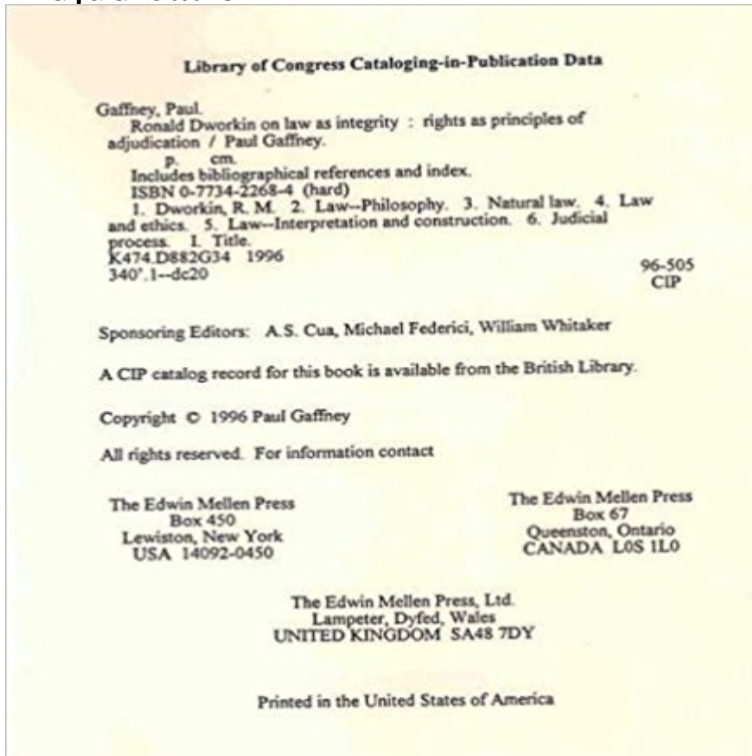 Library of Congress Cataloging-in-Publication Data
Gaffney, Paul.
Ronald Dworkin on law as integrity : rights as principles of
adjudication / Paul Gaffney.
p. cm.
Includes bibliographical references and index.
ISBN 0-7734-2268-4 (hard)
1. Dworkin, R. M. 2. Law--Philosophy. 3. Natural law. 4. Law
and ethics. 5. Law--Interpretation and construction. 6. Judicial
process. I. Title.
K474.D882G34 1996
340'.1--dc20
96-505
CIP
Sponsoring Editors: A.S. Cua, Michael Federici, William Whitaker
A CIP catalog record for this book is available from the British Library.
Copyright © 1996 Paul Gaffney
All rights reserved. For information contact
The Edwin Mellen Press
Box 450
Lewiston, New York
USA 14092-0450
The Edwin Mellen Press
Box 67
Queenston, Ontario
CANADA L0S 1L0
The Edwin Mellen Press, Ltd.
Lampeter, Dyfed, Wales
UNITED KINGDOM SA48 7DY
Printed in the United States of America